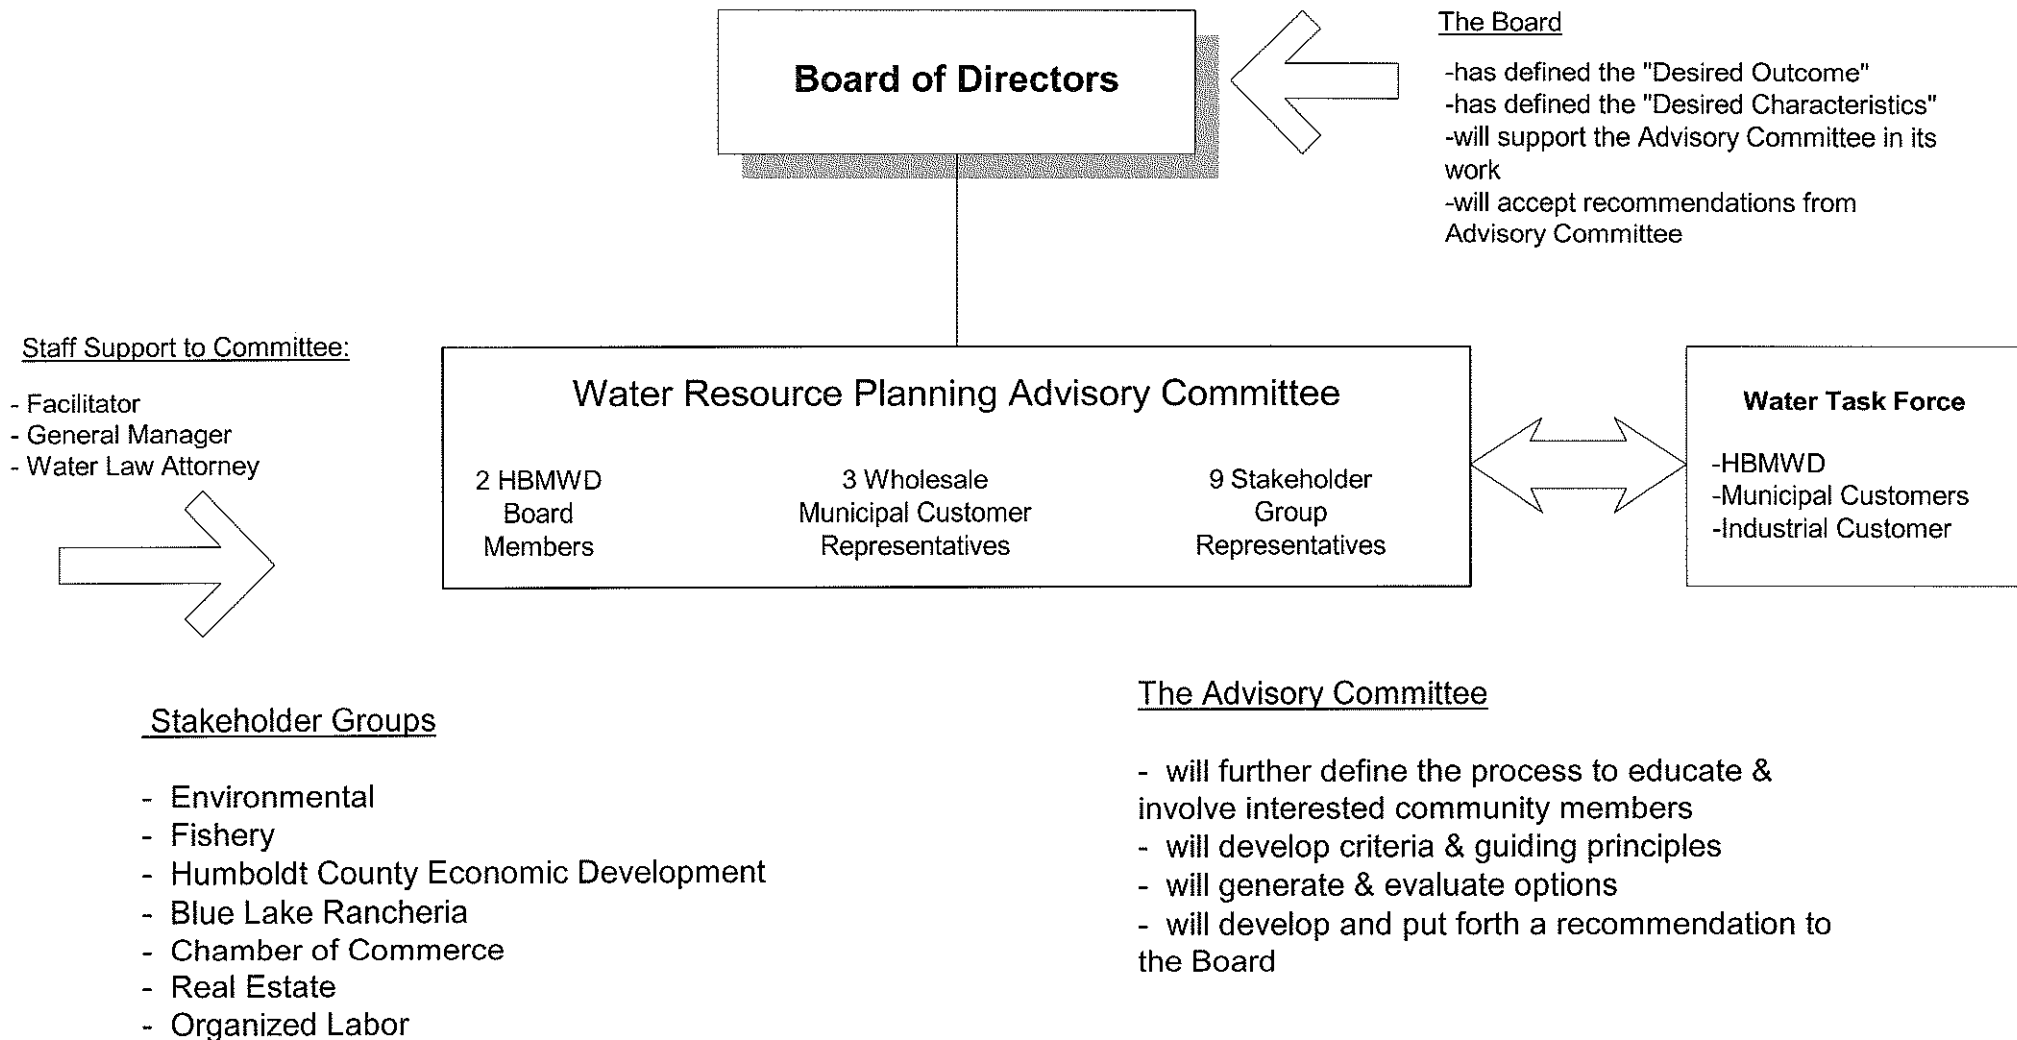 Board of Directors
The Board
-has defined the "Desired Outcome"
-has defined the "Desired Characteristics"
-will support the Advisory Committee in its
work
-will accept recommendations from
Advisory Committee
Staff Support to Committee:
- Facilitator
- General Manager
- Water Law Attorney
Water Resource Planning Advisory Committee
2 HBMWD
Board
Members
3 Wholesale
Municipal Customer
Representatives
9 Stakeholder
Group
Representatives
Water Task Force
-HBMWD
-Municipal Customers
-Industrial Customer
Stakeholder Groups
- Environmental
- Fishery
- Humboldt County Economic Development
- Blue Lake Rancheria
- Chamber of Commerce
- Real Estate
- Organized Labor
The Advisory Committee
- will further define the process to educate &
involve interested community members
- will develop criteria & guiding principles
- will generate & evaluate options
- will develop and put forth a recommendation to
the Board